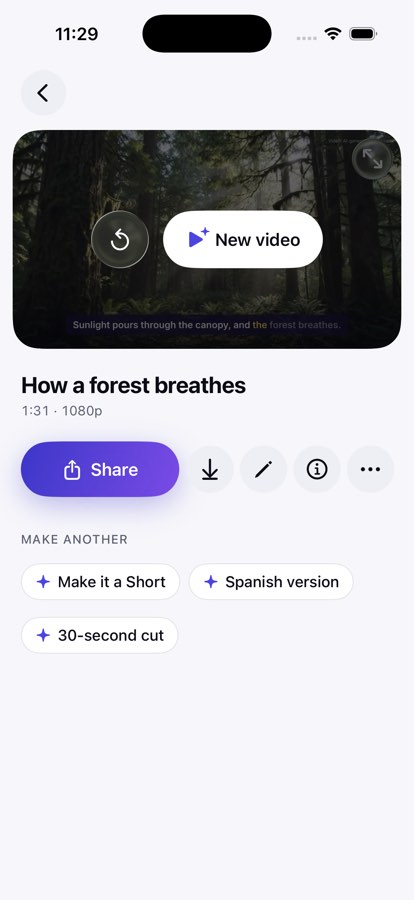 11:29
New video
Sunlight pours through the canopy, and the forest breathes.
How a forest breathes
1:31 · 1080p
Share
MAKE ANOTHER
Make it a Short
Spanish version
30-second cut